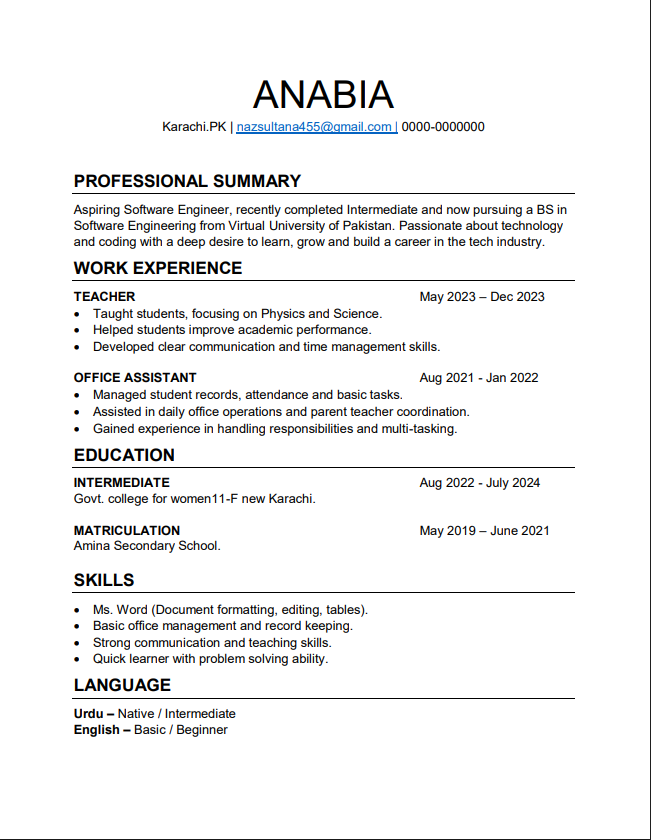 ANABIA
Karachi.PK | nazsultana455@gmail.com | 0000-0000000
PROFESSIONAL SUMMARY
Aspiring Software Engineer, recently completed Intermediate and now pursuing a BS in
Software Engineering from Virtual University of Pakistan. Passionate about technology
and coding with a deep desire to learn, grow and build a career in the tech industry.
WORK EXPERIENCE
TEACHER May 2023 – Dec 2023
• Taught students, focusing on Physics and Science.
• Helped students improve academic performance.
• Developed clear communication and time management skills.
OFFICE ASSISTANT Aug 2021 - Jan 2022
• Managed student records, attendance and basic tasks.
• Assisted in daily office operations and parent teacher coordination.
• Gained experience in handling responsibilities and multi-tasking.
EDUCATION
INTERMEDIATE Aug 2022 - July 2024
Govt. college for women11-F new Karachi.
MATRICULATION May 2019 – June 2021
Amina Secondary School.
SKILLS
• Ms. Word (Document formatting, editing, tables).
• Basic office management and record keeping.
• Strong communication and teaching skills.
• Quick learner with problem solving ability.
LANGUAGE
Urdu – Native / Intermediate
English – Basic / Beginner